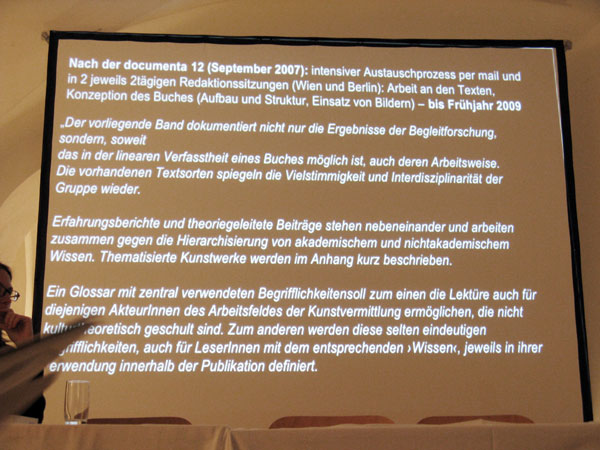 Nach der documenta 12 (September 2007): intensiver Austauschprozess per mail und
in 2 jeweils 2tägigen Redaktionssitzungen (Wien und Berlin): Arbeit an den Texten,
Konzeption des Buches (Aufbau und Struktur, Einsatz von Bildern) – bis Frühjahr 2009
„Der vorliegende Band dokumentiert nicht nur die Ergebnisse der Begleitforschung,
sondern, soweit
das in der linearen Verfasstheit eines Buches möglich ist, auch deren Arbeitsweise.
Die vorhandenen Textsorten spiegeln die Vielstimmigkeit und Interdisziplinarität der
Gruppe wieder.
Erfahrungsberichte und theoriegeleitete Beiträge stehen nebeneinander und arbeiten
zusammen gegen die Hierarchisierung von akademischem und nichtakademischem
Wissen. Thematisierte Kunstwerke werden im Anhang kurz beschrieben.
Ein Glossar mit zentral verwendeten Begrifflichkeitensoll zum einen die Lektüre auch für
diejenigen AkteurInnen des Arbeitsfeldes der Kunstvermittlung ermöglichen, die nicht
geschult sind. Zum anderen werden diese selten eindeutigen
auch für LeserInnen mit dem entsprechenden ›Wissen‹, jeweils in ihrer
innerhalb der Publikation definiert.